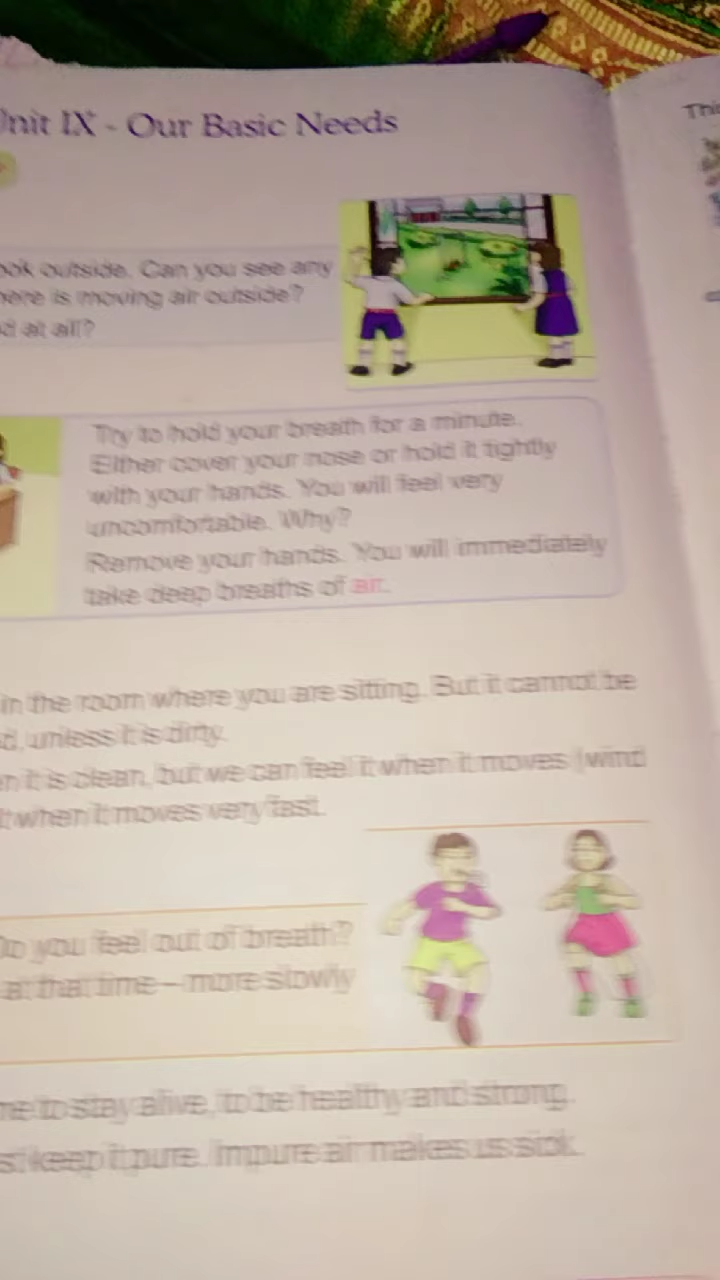 Unit IX - Our Basic Needs
ook outside. Can you see any
here is moving air outside?
d at all?
Try to hold your breath for a minute.
Either cover your nose or hold it tightly
with your hands. You will feel very
uncomfortable. Why?
Remove your hands. You will immediately
take deep breaths of air.
in the room where you are sitting. But it cannot be
d, unless it is dirty.
n it is clean, but we can feel it when it moves (wind
t when it moves very fast.
Do you feel out of breath?
at that time – more slowly
me to stay alive, to be healthy and strong.
st keep it pure. Impure air makes us sick.
Thi